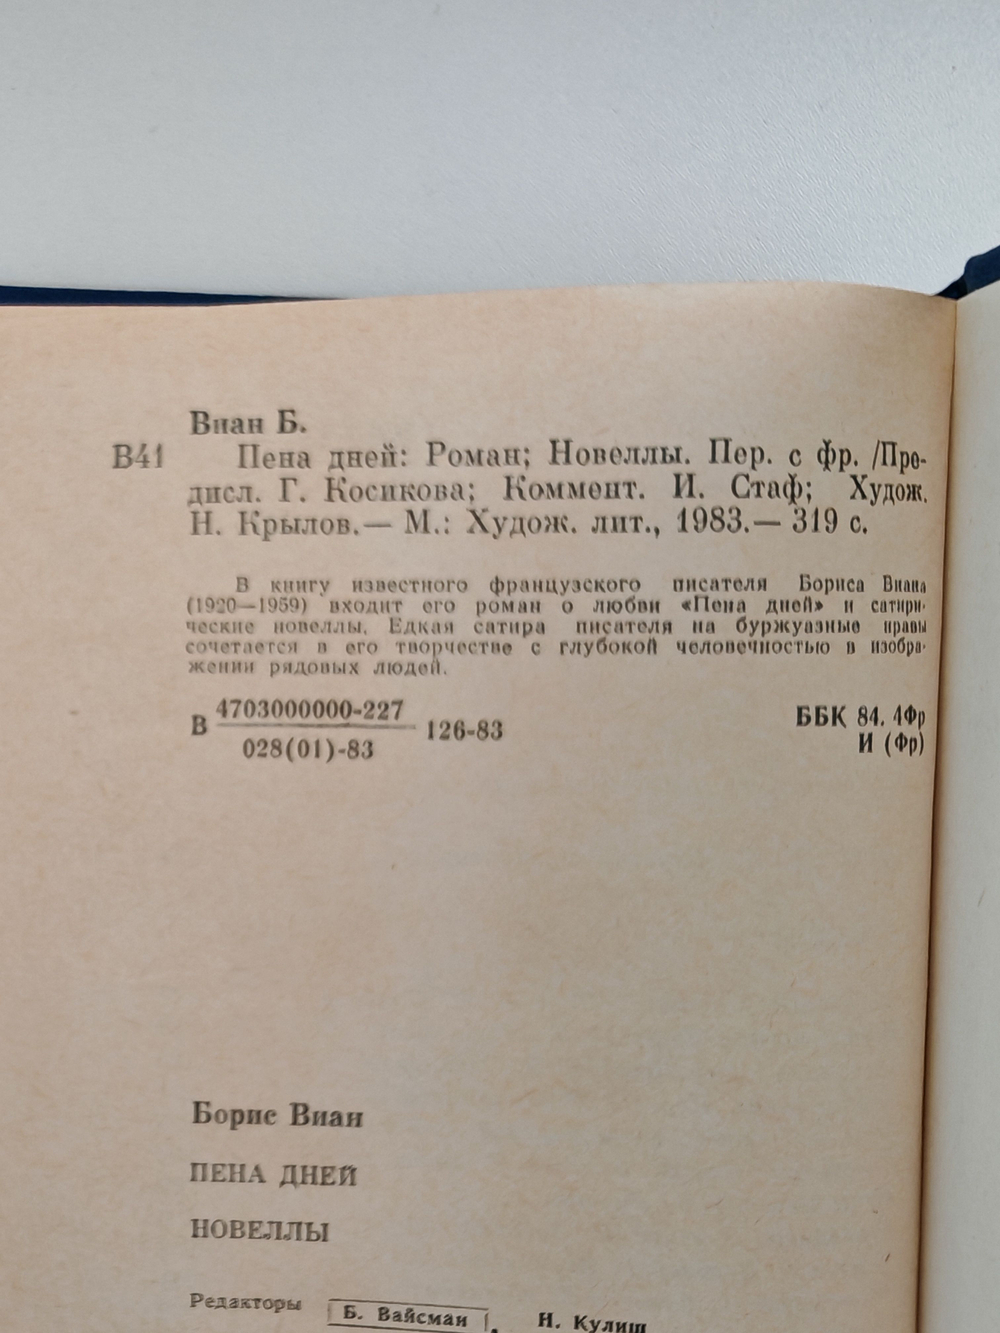 Виан Б.
В41 Пена дней: Роман; Новеллы. Пер. с фр. /Пре-
дисл. Г. Косикова; Коммент. И. Стаф; Худож.
Н. Крылов.— М.: Худож. лит., 1983.— 319 с.
В книгу известного французского писателя Бориса Виана
(1920—1959) входит его роман о любви «Пена дней» и сатири-
ческие новеллы. Едкая сатира писателя на буржуазные нравы
сочетается в его творчестве с глубокой человечностью в изобра-
жении рядовых людей.
В 4703000000-227 126-83
028(01)-83
ББК 84. 4Фр
И (Фр)
Борис Виан
ПЕНА ДНЕЙ
НОВЕЛЛЫ
Редакторы Б. Вайсман, Н. Кулиш